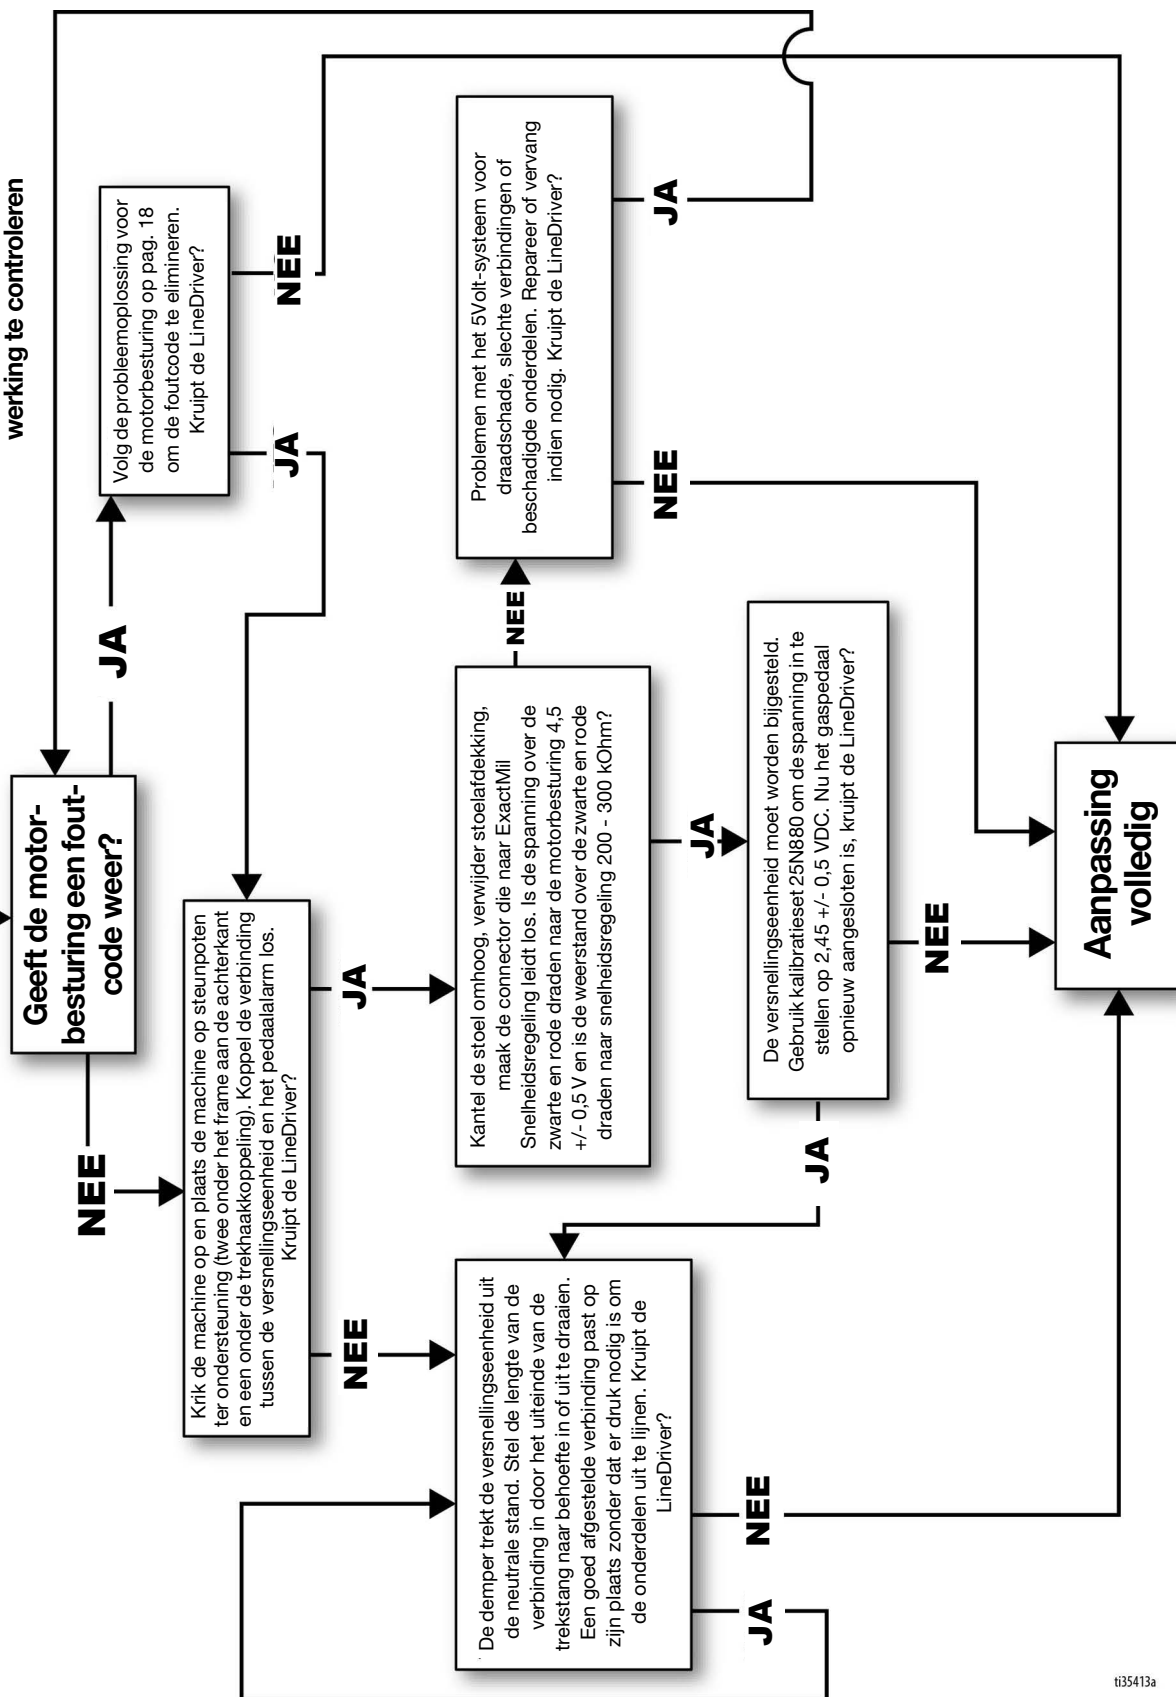 werking te controleren
Geeft de motor-
besturing een fout-
code weer?
JA
Volg de probleemoplossing voor
de motorbesturing op pag. 18
om de foutcode te elimineren.
Kruipt de LineDriver?
JA
NEE
NEE
Krik de machine op en plaats de machine op steunpoten
ter ondersteuning (twee onder het frame aan de achterkant
en een onder de trekhaakkoppeling). Koppel de verbinding
tussen de versnellingseenheid en het pedaalalarm los.
Kruipt de LineDriver?
NEE
JA
Kantel de stoel omhoog, verwijder stoelafdekking,
maak de connector die naar ExactMil
Snelheidsregeling leidt los. Is de spanning over de
zwarte en rode draden naar de motorbesturing 4,5
+/- 0,5 V en is de weerstand over de zwarte en rode
draden naar snelheidsregeling 200 - 300 kOhm?
NEE
Problemen met het 5Volt-systeem voor
draadschade, slechte verbindingen of
beschadigde onderdelen. Repareer of vervang
indien nodig. Kruipt de LineDriver?
NEE
JA
JA
De demper trekt de versnellingseenheid uit
de neutrale stand. Stel de lengte van de
verbinding in door het uiteinde van de
trekstang naar behoefte in of uit te draaien.
Een goed afgestelde verbinding past op
zijn plaats zonder dat er druk nodig is om
de onderdelen uit te lijnen. Kruipt de
LineDriver?
JA
NEE
JA
De versnellingseenheid moet worden bijgesteld.
Gebruik kalibratieset 25N880 om de spanning in te
stellen op 2,45 +/- 0,5 VDC. Nu het gaspedaal
opnieuw aangesloten is, kruipt de LineDriver?
NEE
Aanpassing
volledig
ti35413a